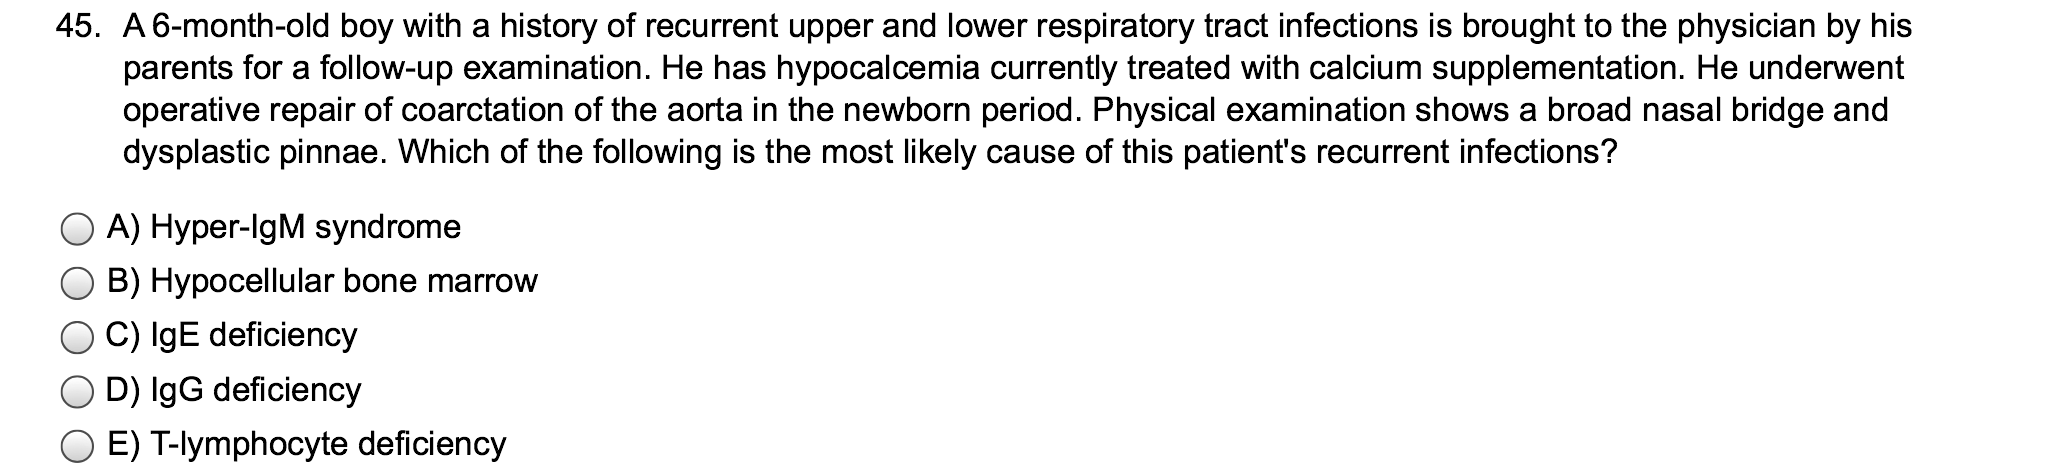 45. A 6-month-old boy with a history of recurrent upper and lower respiratory tract infections is brought to the physician by his
parents for a follow-up examination. He has hypocalcemia currently treated with calcium supplementation. He underwent
operative repair of coarctation of the aorta in the newborn period. Physical examination shows a broad nasal bridge and
dysplastic pinnae. Which of the following is the most likely cause of this patient's recurrent infections?
A) Hyper-IgM syndrome
B) Hypocellular bone marrow
C) IgE deficiency
D) IgG deficiency
E) T-lymphocyte deficiency